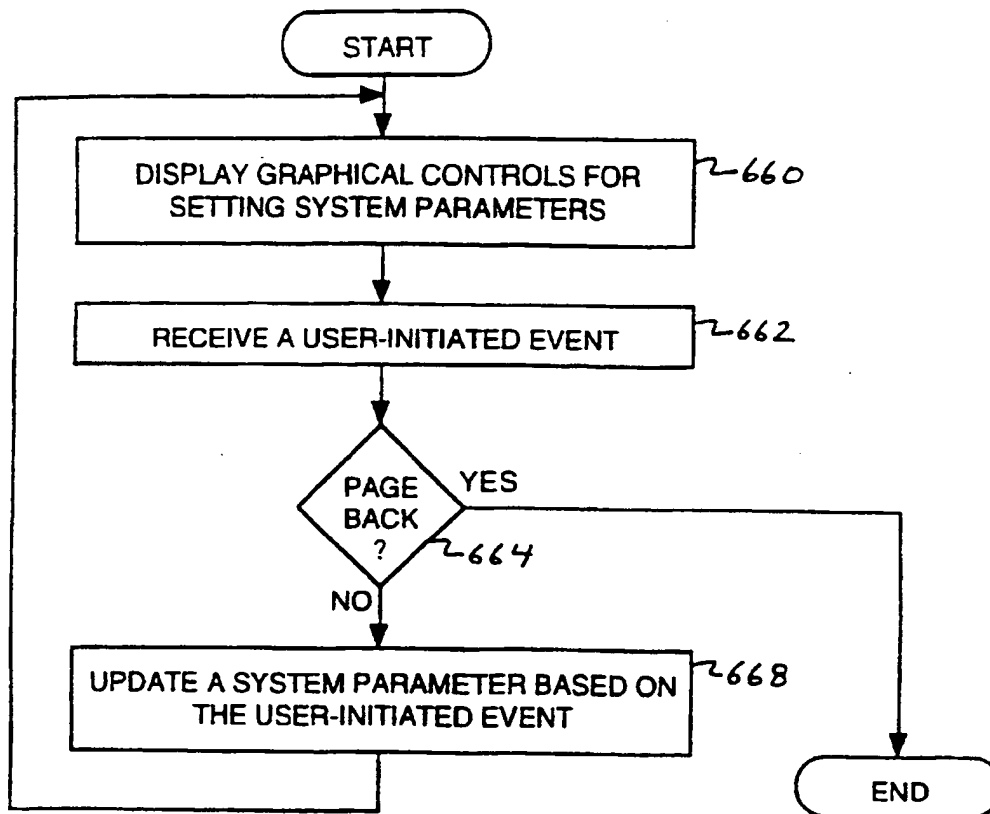 START
DISPLAY GRAPHICAL CONTROLS FOR
SETTING SYSTEM PARAMETERS
660
RECEIVE A USER-INITIATED EVENT
662
PAGE
BACK
?
YES
664
NO
UPDATE A SYSTEM PARAMETER BASED ON
THE USER-INITIATED EVENT
668
END